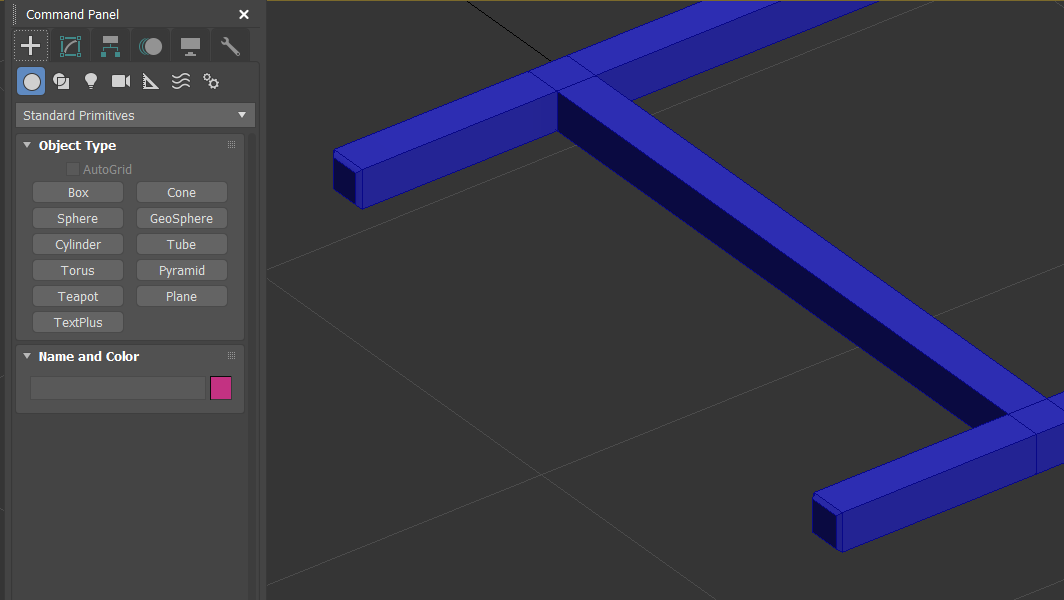 Command Panel
Standard Primitives
Object Type
AutoGrid
Box Cone
Sphere GeoSphere
Cylinder Tube
Torus Pyramid
Teapot Plane
TextPlus
Name and Color